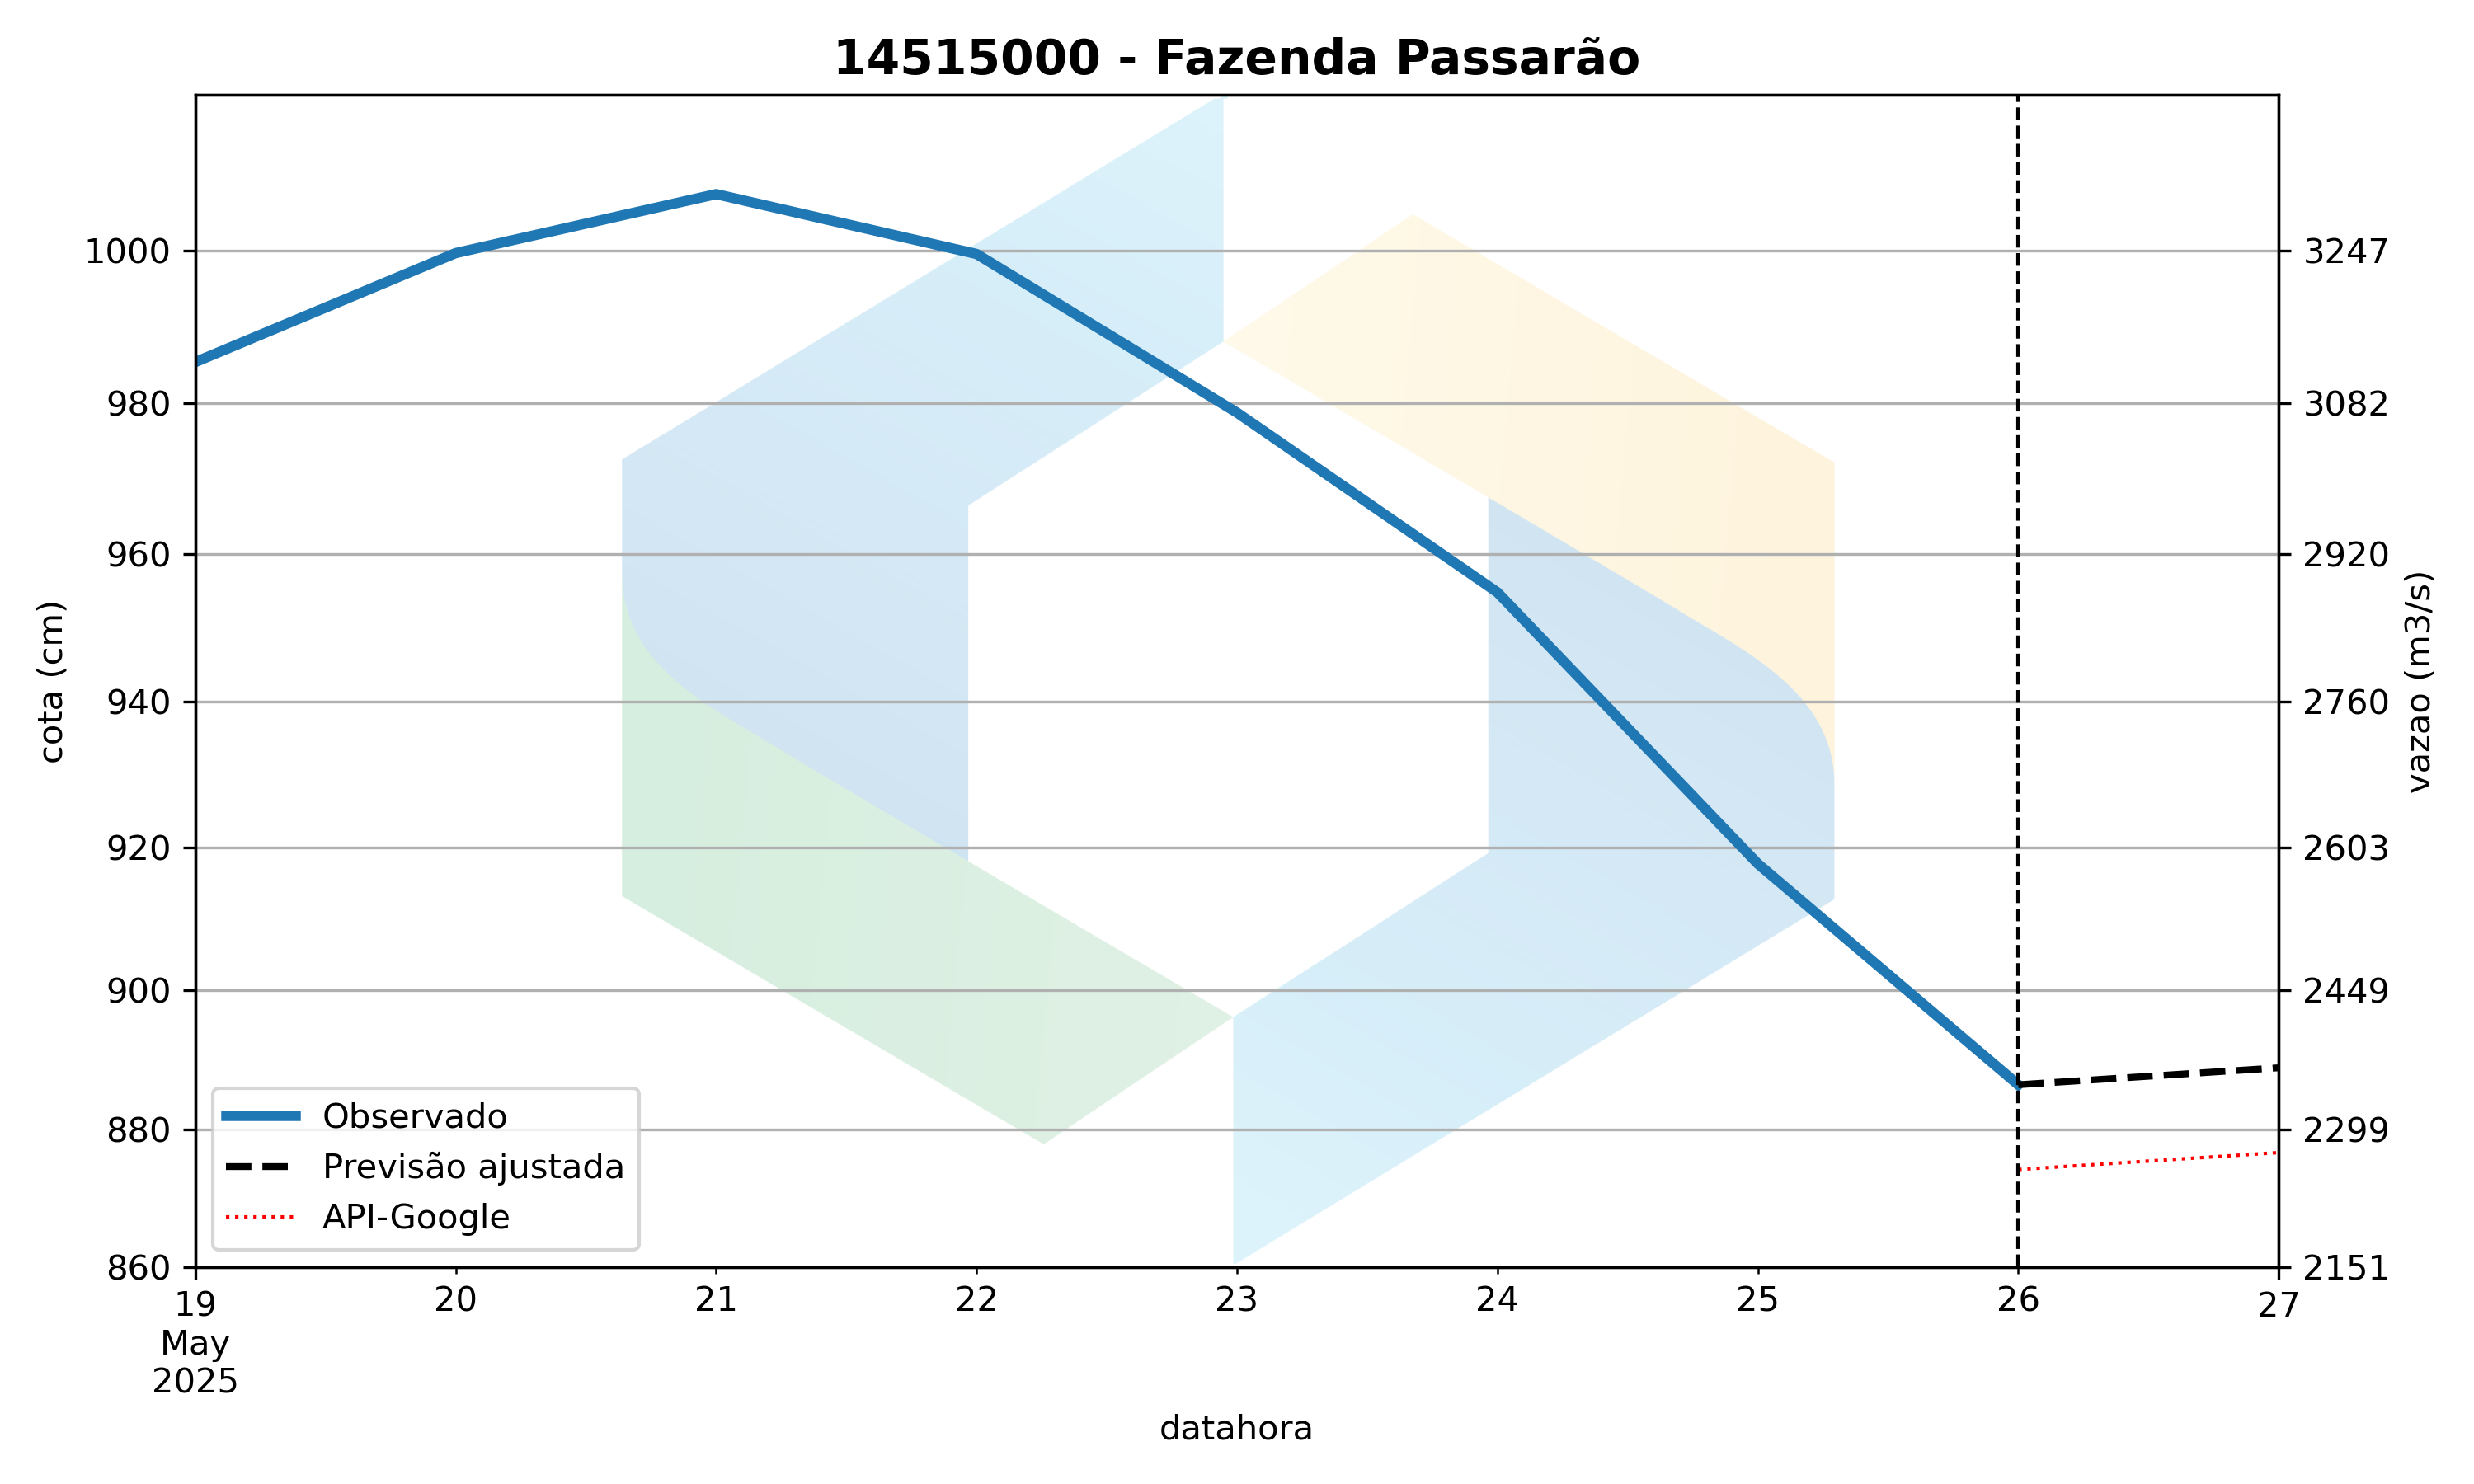 14515000 - Fazenda Passarão
cota (cm)
1000
980
960
940
920
900
880
860
3247
3082
2920
2760
2603
2449
2299
2151
vazao (m3/s)
Observado
Previsão ajustada
API-Google
19 20 21 22 23 24 25 26 27
May
2025
datahora